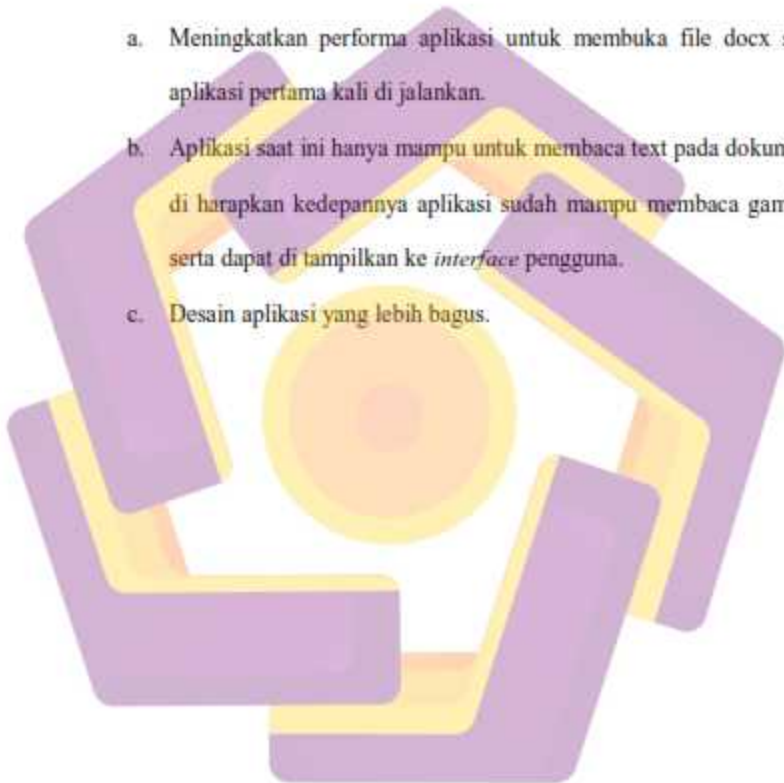 a. Meningkatkan performa aplikasi untuk membuka file docx
aplikasi pertama kali di jalankan.
b. Aplikasi saat ini hanya mampu untuk membaca text pada
di harapkan kedepannya aplikasi sudah mampu membaca
serta dapat di tampilkan ke interface pengguna.
c. Desain aplikasi yang lebih bagus.